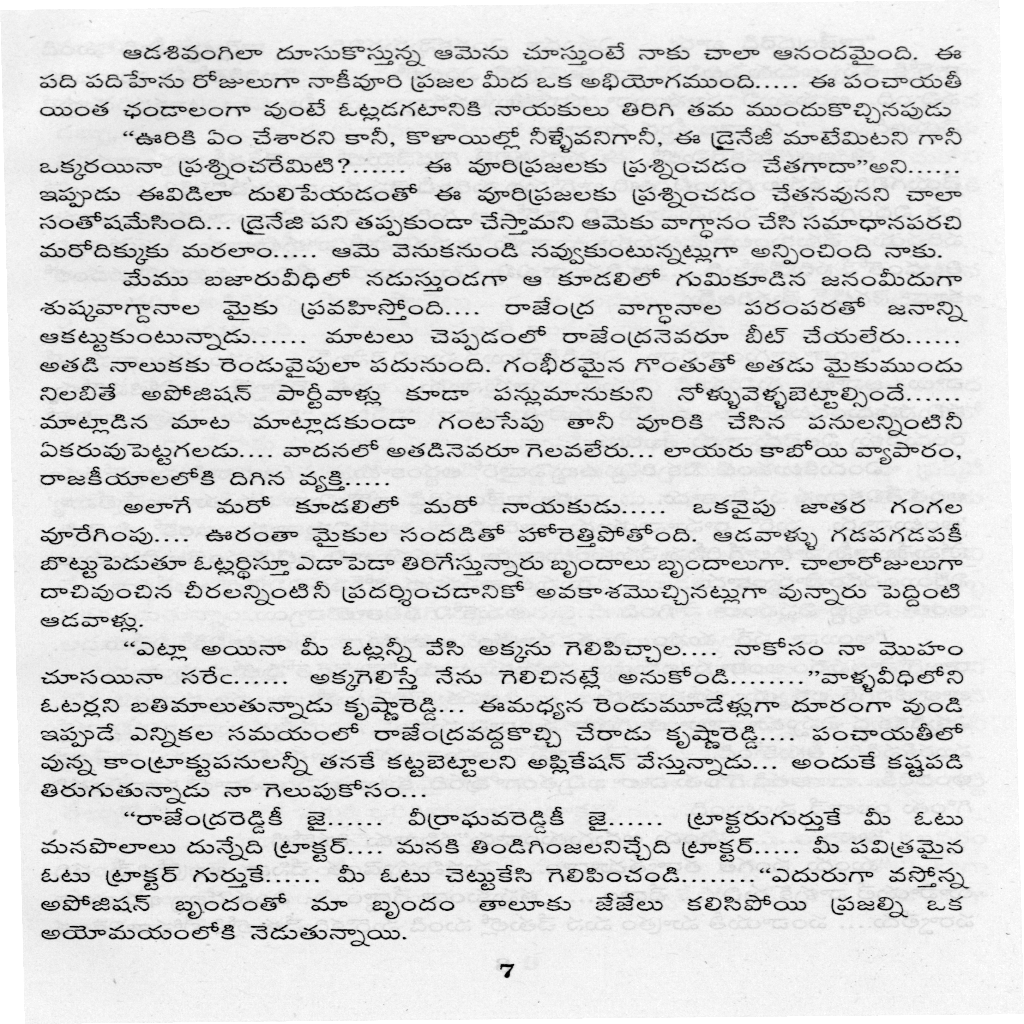 ఆడశివంగిలా దూసుకొస్తున్న ఆమెను చూస్తుంటే నాకు చాలా ఆనందమైంది. ఈ
పది పదిహేను రోజులుగా నాకీవూరి ప్రజల మీద ఒక అభియోగముంది..... ఈ పంచాయతీ
యింత ఛండాలంగా వుంటే ఓట్లడగటానికి నాయకులు తిరిగి తమ ముందుకొచ్చినపుడు
“ఊరికి ఏం చేశారని కానీ, కొళాయిల్లో నీళ్ళేవనిగానీ, ఈ డ్రైనేజీ మాటేమిటని గానీ
ఒక్కరయినా ప్రశ్నించరేమిటి?...... ఈ వూరిప్రజలకు ప్రశ్నించడం చేతగాదా”అని.....
ఇప్పుడు ఈవిడిలా దులిపేయడంతో ఈ వూరిప్రజలకు ప్రశ్నించడం చేతనవునని చాలా
సంతోషమేసింది... డ్రైనేజి పని తప్పకుండా చేస్తామని ఆమెకు వాగ్ధానం చేసి సమాధానపరచి
మరోదిక్కుకు మరలాం..... ఆమె వెనుకనుండి నవ్వుకుంటున్నట్లుగా అన్పించింది నాకు.
మేము బజారువీధిలో నడుస్తుండగా ఆ కూడలిలో గుమికూడిన జనంమీదుగా
శుష్కవాగ్దానాల మైకు ప్రవహిస్తోంది.... రాజేంద్ర వాగ్ధానాల పరంపరతో జనాన్ని
ఆకట్టుకుంటున్నాడు...... మాటలు చెప్పడంలో రాజేంద్రనెవరూ బీట్ చేయలేరు......
అతడి నాలుకకు రెండువైపులా పదునుంది. గంభీరమైన గొంతుతో అతడు మైకుముందు
నిలబితే అపోజిషన్ పార్టీవాళ్లు కూడా పన్లుమానుకుని నోళ్ళువెళ్ళబెట్టాల్సిందే......
మాట్లాడిన మాట మాట్లాడకుండా గంటసేపు తానీ వూరికి చేసిన పనులన్నింటినీ
ఏకరువుపెట్టగలడు.... వాదనలో అతడినెవరూ గెలవలేరు... లాయరు కాబోయి వ్యాపారం,
రాజకీయాలలోకి దిగిన వ్యక్తి.....
అలాగే మరో కూడలిలో మరో నాయకుడు..... ఒకవైపు జాతర గంగల
వూరేగింపు.... ఊరంతా మైకుల సందడితో హోరెత్తిపోతోంది. ఆడవాళ్ళు గడపగడపకీ
బొట్టుపెడుతూ ఓట్లర్థిస్తూ ఎడాపెడా తిరిగేస్తున్నారు బృందాలు బృందాలుగా. చాలారోజులుగా
దాచివుంచిన చీరలన్నింటినీ ప్రదర్శించడానికో అవకాశమొచ్చినట్లుగా వున్నారు పెద్దింటి
ఆడవాళ్లు.
“ఎట్లా అయినా మీ ఓట్లన్నీ వేసి అక్కను గెలిపిచ్చాల.... నాకోసం నా మొహం
చూసయినా సరే....... అక్కగెలిస్తే నేను గెలిచినట్లే అనుకోండి.........”వాళ్ళవీధిలోని
ఓటర్లని బతిమాలుతున్నాడు కృష్ణారెడ్డి.... ఈమధ్యన రెండుమూడేళ్లుగా దూరంగా వుండి
ఇప్పుడే ఎన్నికల సమయంలో రాజేంద్రవద్దకొచ్చి చేరాడు కృష్ణారెడ్డి..... పంచాయతీలో
వున్న కాంట్రాక్టుపనులన్నీ తనకే కట్టబెట్టాలని అప్లికేషన్ వేస్తున్నాడు... అందుకే కష్టపడి
తిరుగుతున్నాడు నా గెలుపుకోసం...
“రాజేంద్రరెడ్డికీ జై...... వీర్రాఘవరెడ్డికీ జై....... ట్రాక్టరుగుర్తుకే మీ ఓటు
మనపొలాలు దున్నేది ట్రాక్టర్.... మనకి తిండిగింజలనిచ్చేది ట్రాక్టర్..... మీ పవిత్రమైన
ఓటు ట్రాక్టర్ గుర్తుకే....... మీ ఓటు చెట్టుకేసి గెలిపించండి.........“ఎదురుగా వస్తోన్న
అపోజిషన్ బృందంతో మా బృందం అరుపుకు జేజేలు కలిసిపోయి ప్రజల్ని ఒక
అయోమయంలోకి నెడుతున్నాయి.
7